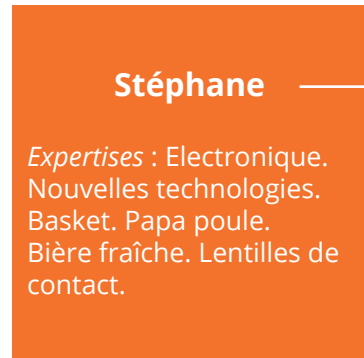 Stéphane
Expertises : Electronique.
Nouvelles technologies.
Basket. Papa poule.
Bière fraîche. Lentilles de
contact.